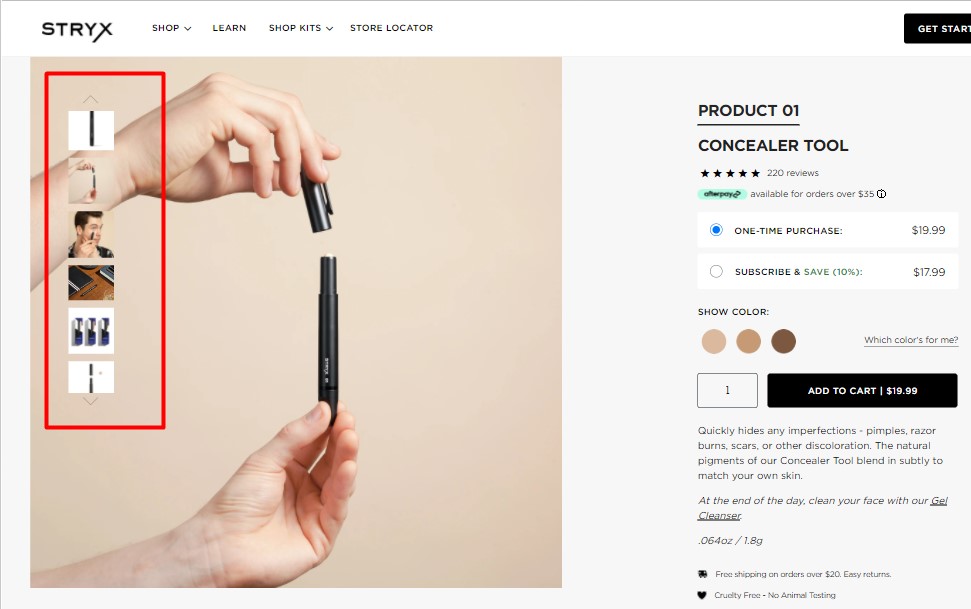 STRYX
SHOP LEARN SHOP KITS STORE LOCATOR
GET START
PRODUCT 01
CONCEALER TOOL
220 reviews
afterpay available for orders over $35
ONE-TIME PURCHASE: $19.99
SUBSCRIBE & SAVE (10%): $17.99
SHOW COLOR:
Which color's for me?
1
ADD TO CART | $19.99
Quickly hides any imperfections - pimples, razor
burns, scars, or other discoloration. The natural
pigments of our Concealer Tool blend in subtly to
match your own skin.
At the end of the day, clean your face with our Gel
Cleanser.
.064oz / 1.8g
Free shipping on orders over $20. Easy returns.
Cruelty Free - No Animal Testing
STRYX